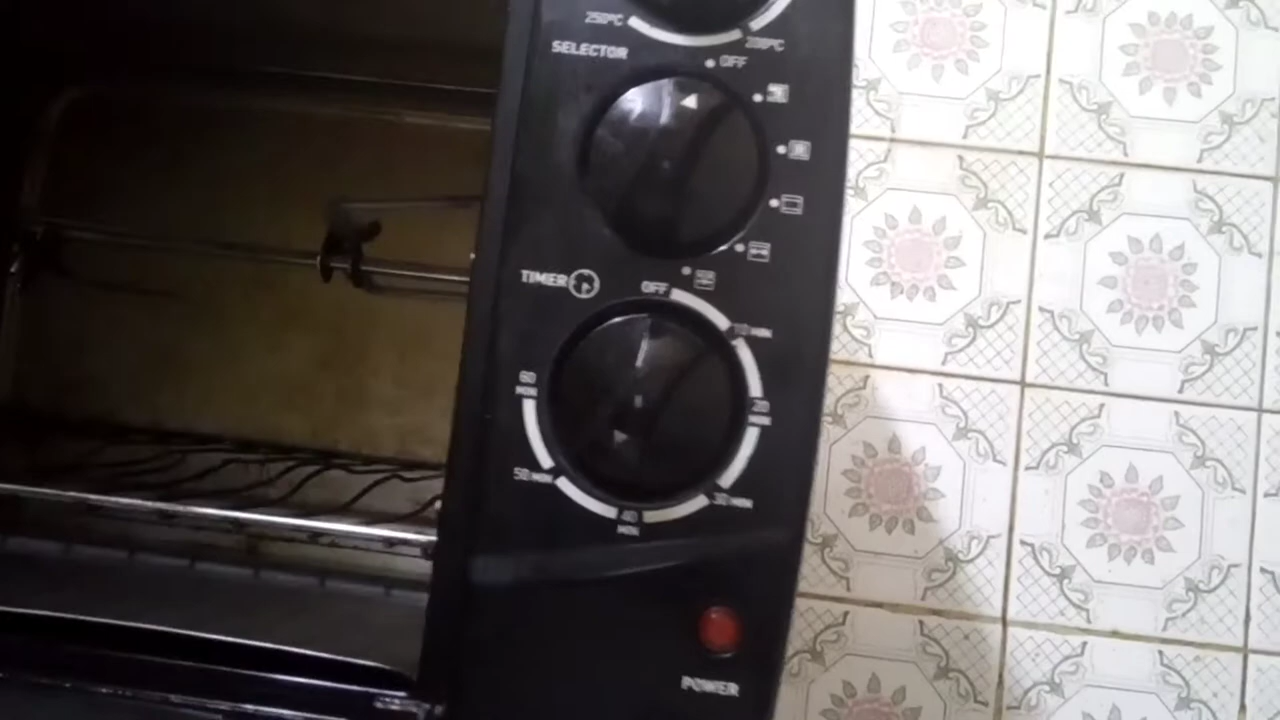 250°C
200°C
SELECTOR
OFF
TIMER
OFF
10 MIN
20 MIN
30 MIN
40 MIN
50 MIN
60 MIN
POWER